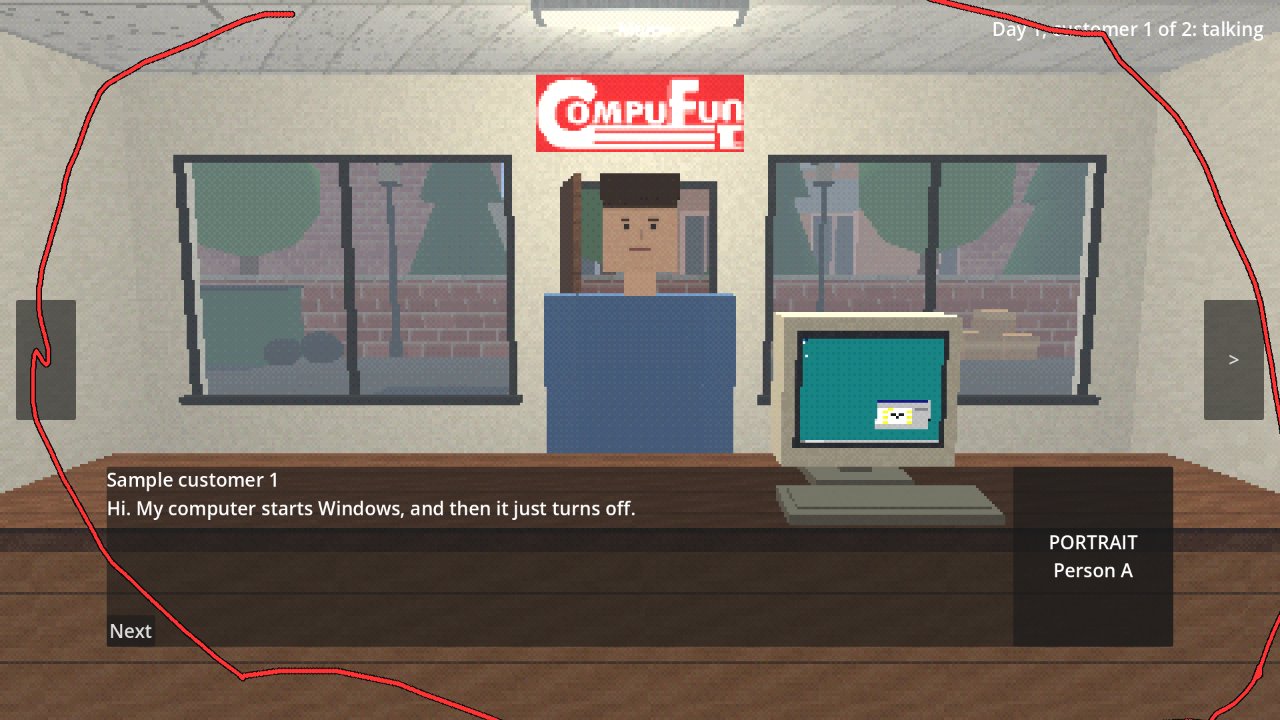 Day 1, customer 1 of 2: talking
COMPUFUN
>
Sample customer 1
Hi. My computer starts Windows, and then it just turns off.
PORTRAIT
Person A
Next